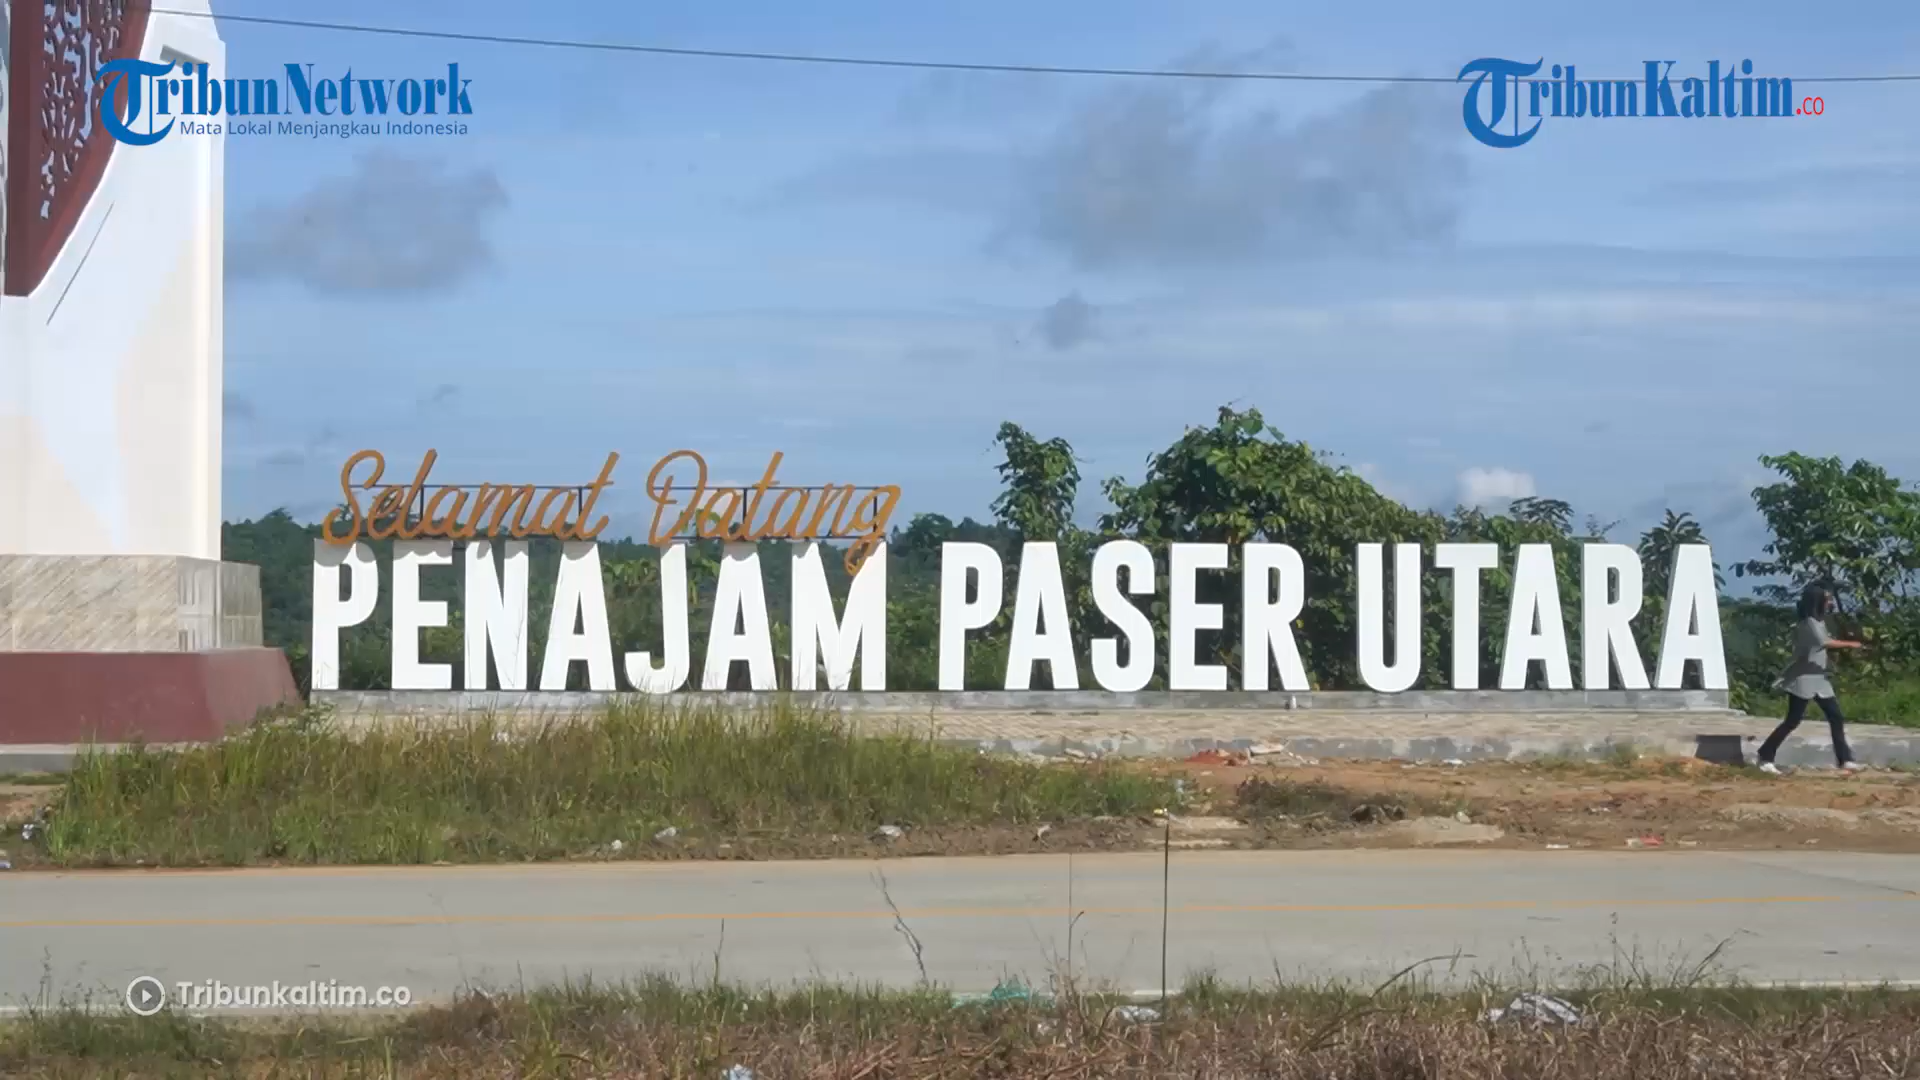 TribunNetwork
Mata Lokal Menjangkau Indonesia
TribunKaltim.co
Selamat Datang
PENAJAM PASER UTARA
Tribunkaltim.co